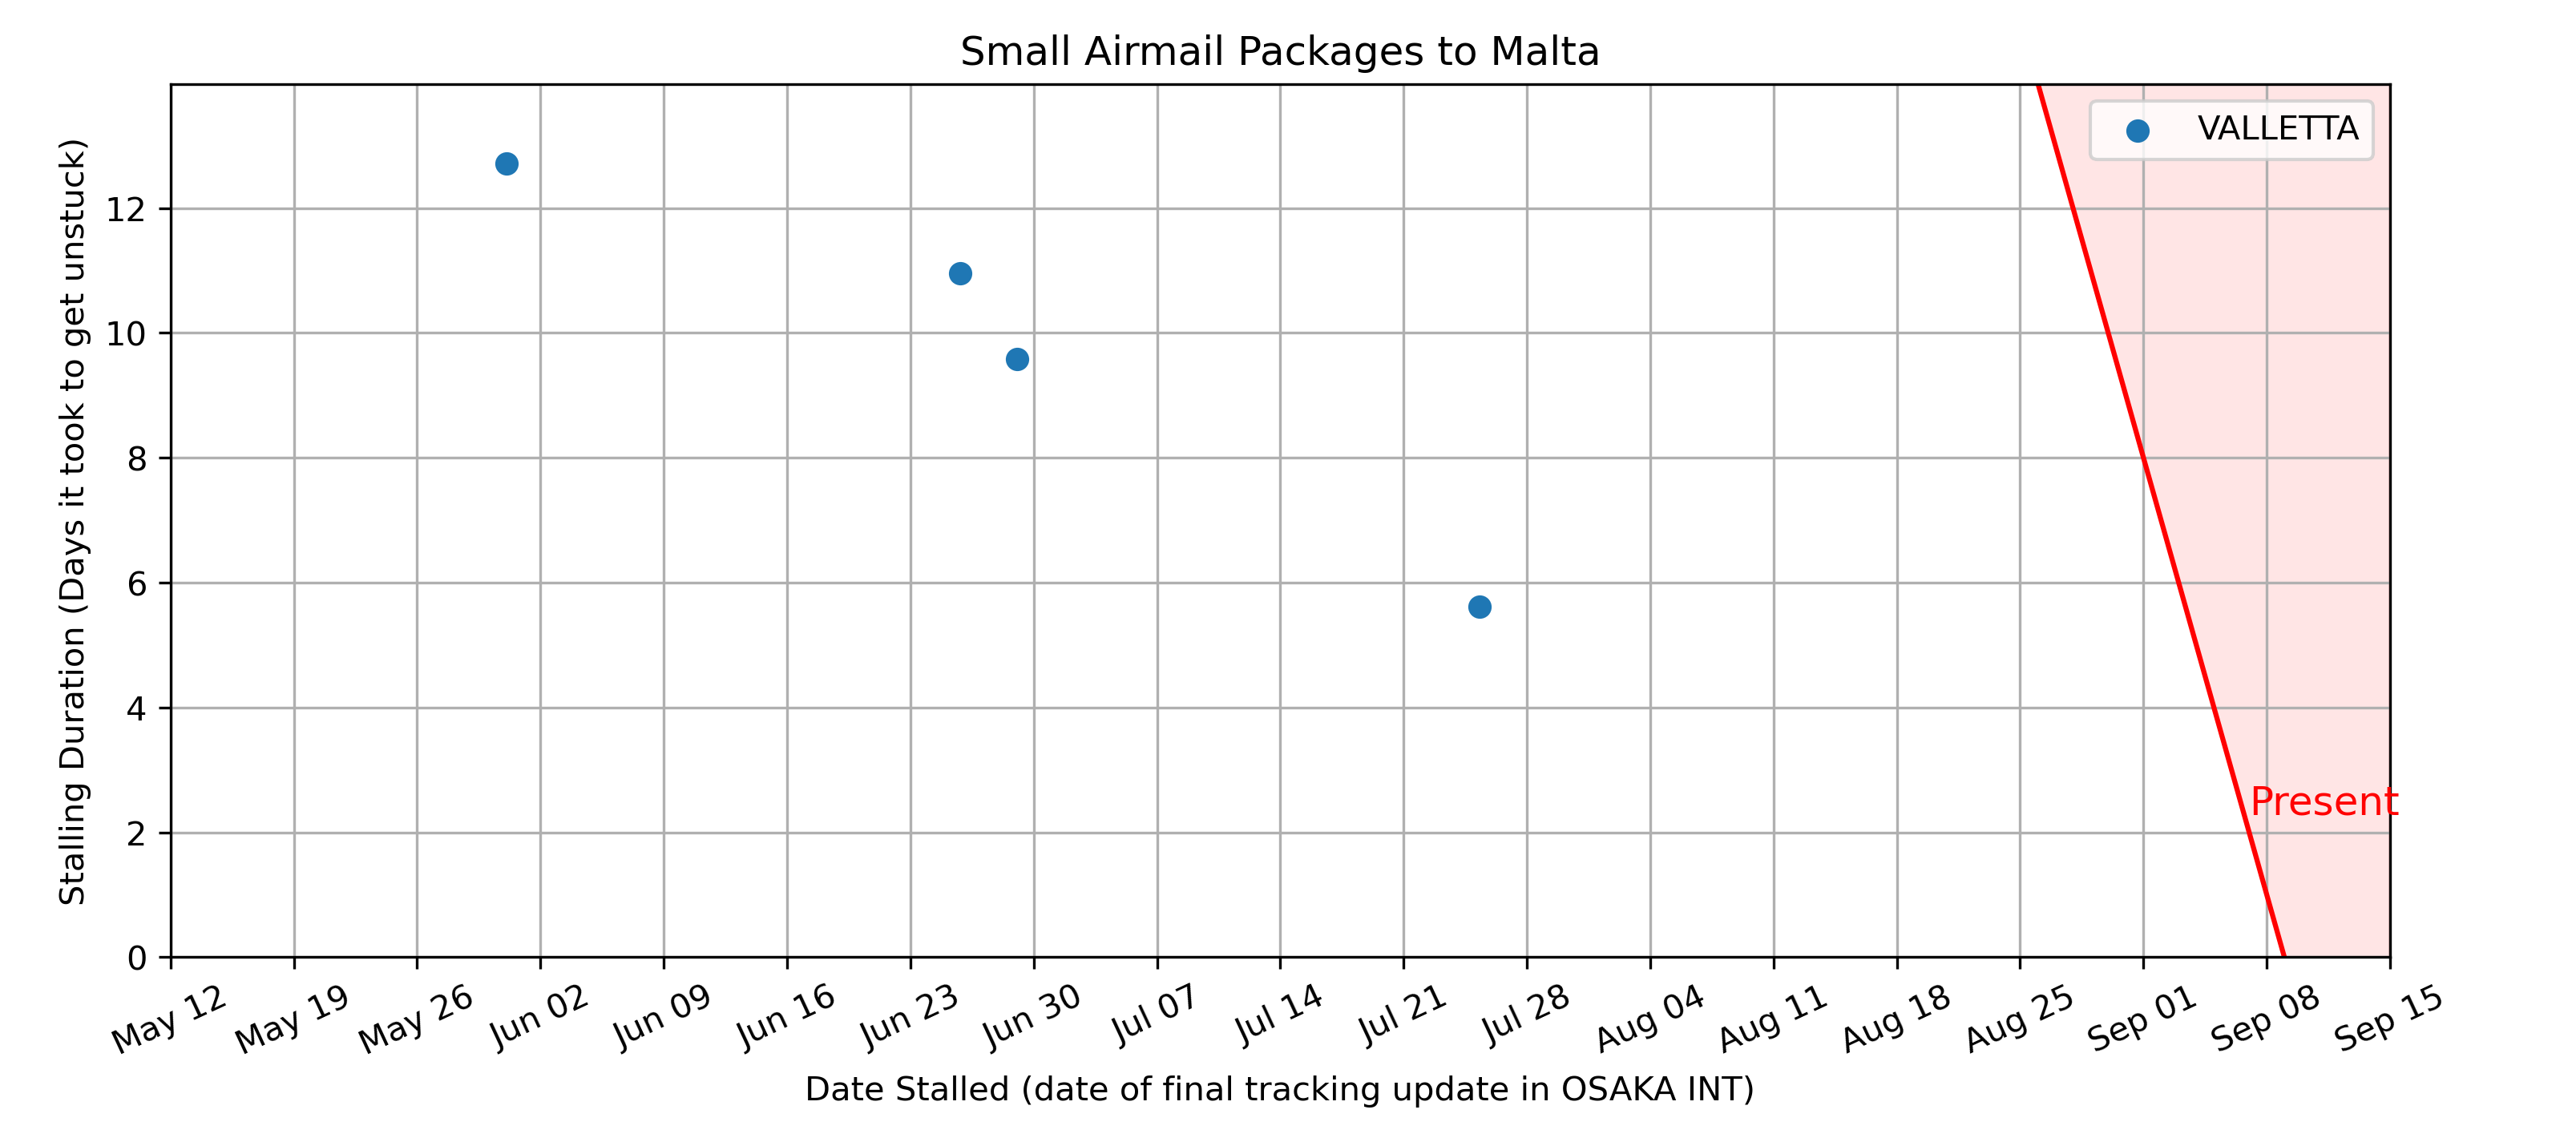 Small Airmail Packages to Malta
VALLETTA
Stalling Duration (Days it took to get unstuck)
12
10
8
6
4
2
0
Present
May 12
May 19
May 26
Jun 02
Jun 09
Jun 16
Jun 23
Jun 30
Jul 07
Jul 14
Jul 21
Jul 28
Aug 04
Aug 11
Aug 18
Aug 25
Sep 01
Sep 08
Sep 15
Date Stalled (date of final tracking update in OSAKA INT)